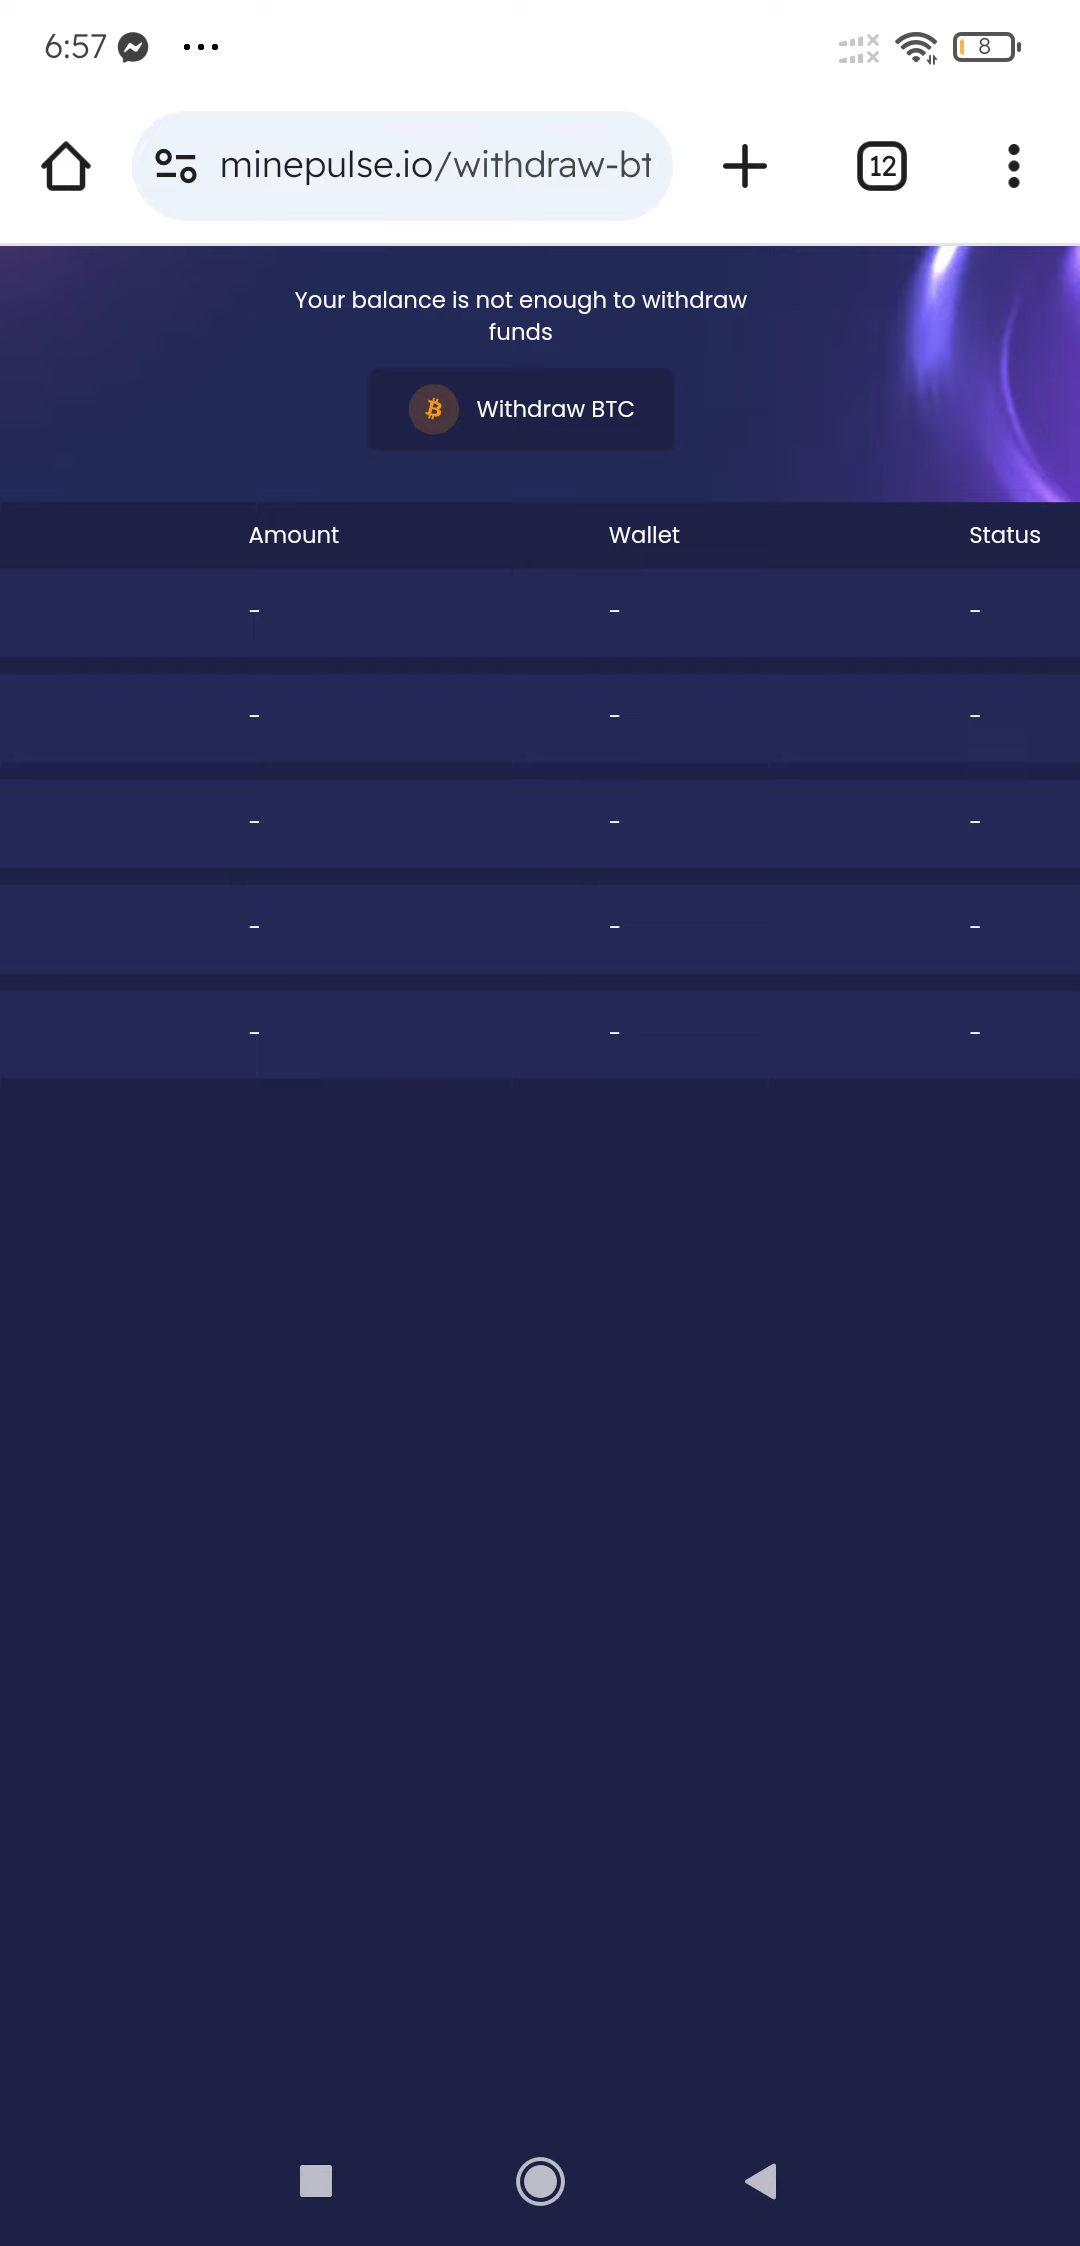 6:57
8
minepulse.io/withdraw-bt
12
Your balance is not enough to withdraw
funds
Withdraw BTC
Amount Wallet Status
- - -
- - -
- - -
- - -
- - -